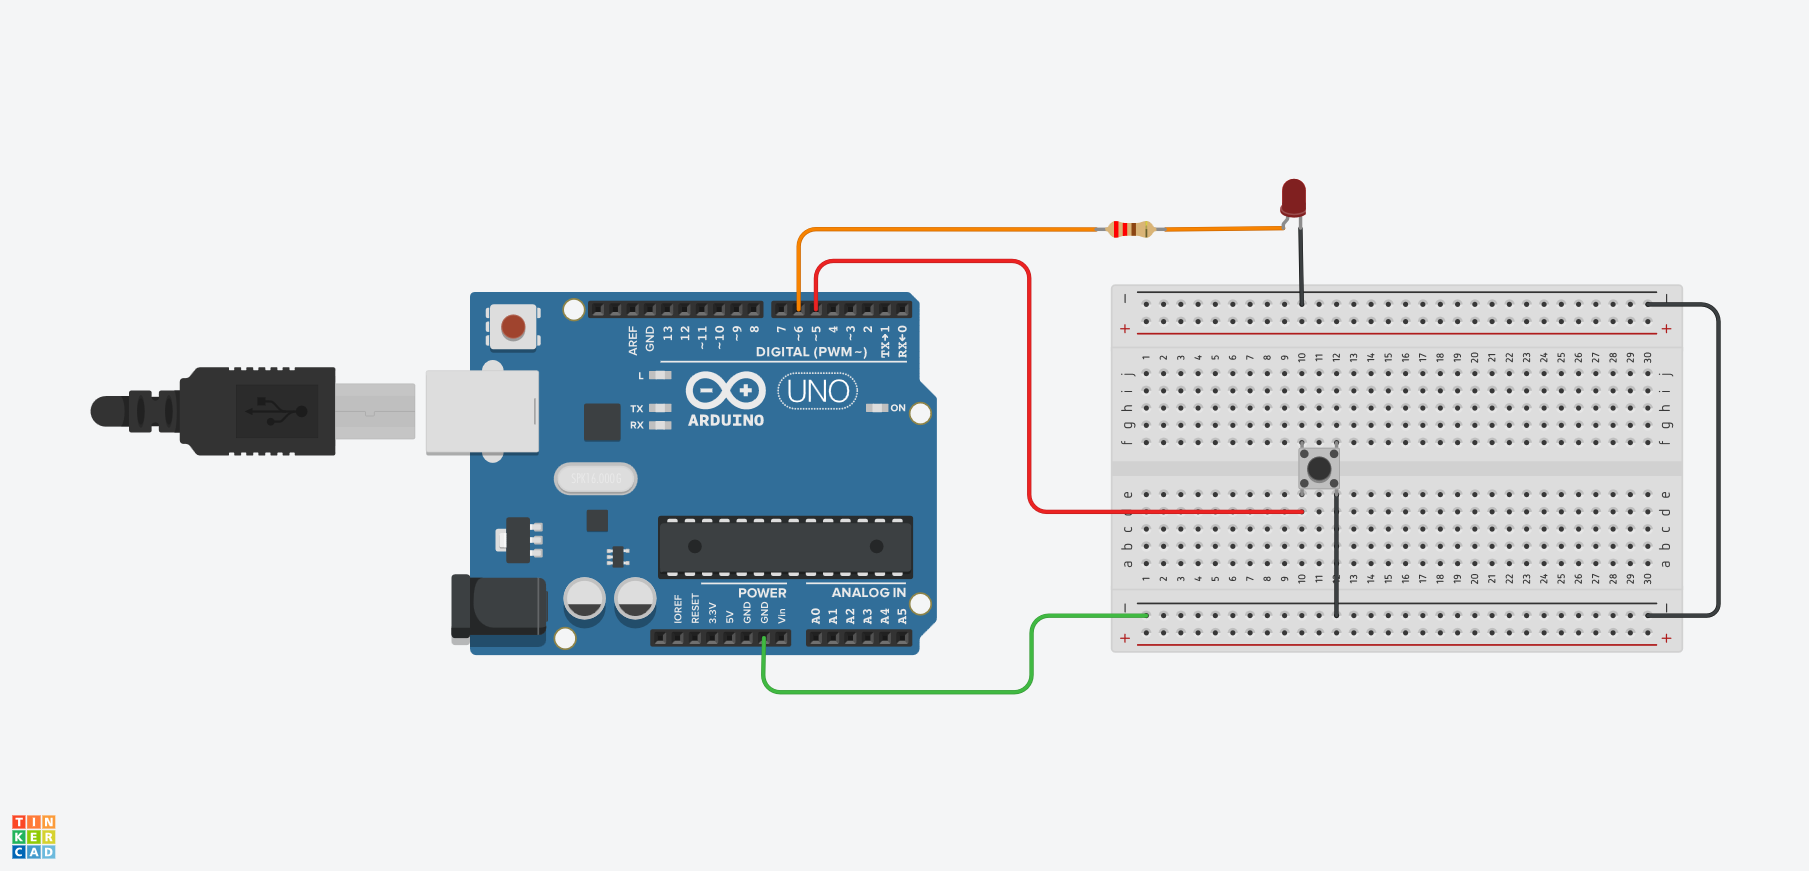 AREF
GND
13
12
~11
~10
~9
8
7
~6
~5
4
~3
2
TX→1
RX←0
DIGITAL (PWM~)
L
TX
RX
UNO
ARDUINO
ON
POWER
ANALOG IN
IOREF
RESET
3.3V
5V
GND
GND
Vin
A0
A1
A2
A3
A4
A5
1 2 3 4 5 6 7 8 9 10 11 12 13 14 15 16 17 18 19 20 21 22 23 24 25 26 27 28 29 30
j j
i i
h h
g g
f f
e e
d
c c
b b
a a
1 2 3 4 5 6 7 8 9 10 11 13 14 15 16 17 18 19 20 21 22 23 24 25 26 27 28 29 30
TIN
KER
CAD